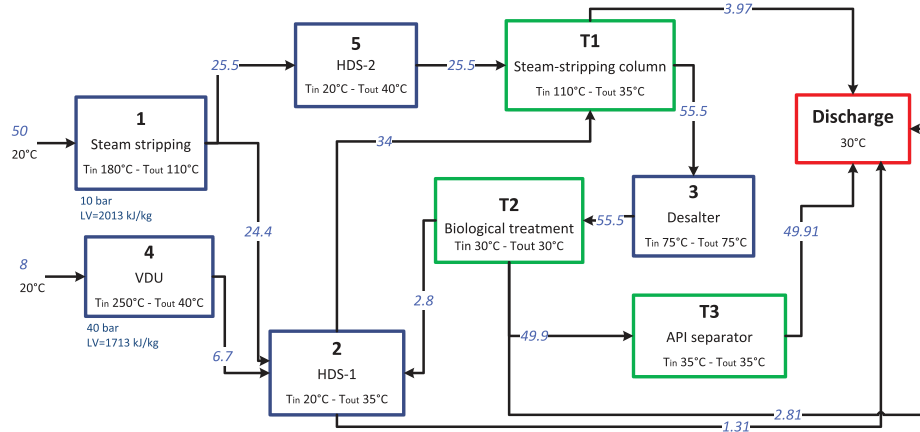 3.97
5
HDS-2
Tin 20°C - Tout 40°C
T1
Steam-stripping column
Tin 110°C - Tout 35°C
25.5
25.5
1
Steam stripping
Tin 180°C - Tout 110°C
50
20°C
10 bar
LV=2013 kJ/kg
55.5
Discharge
30°C
34
T2
Biological treatment
Tin 30°C - Tout 30°C
55.5
3
Desalter
Tin 75°C - Tout 75°C
49.91
24.4
4
VDU
Tin 250°C - Tout 40°C
8
20°C
40 bar
LV=1713 kJ/kg
2.8
49.9
T3
API separator
Tin 35°C - Tout 35°C
6.7
2
HDS-1
Tin 20°C - Tout 35°C
2.81
1.31